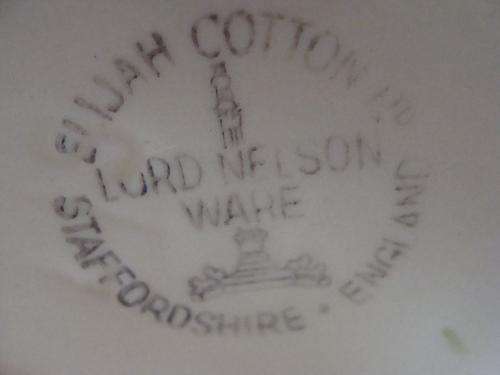 ELIJAH COTTON LTD
LORD NELSON
WARE
STAFFORDSHIRE · ENGLAND